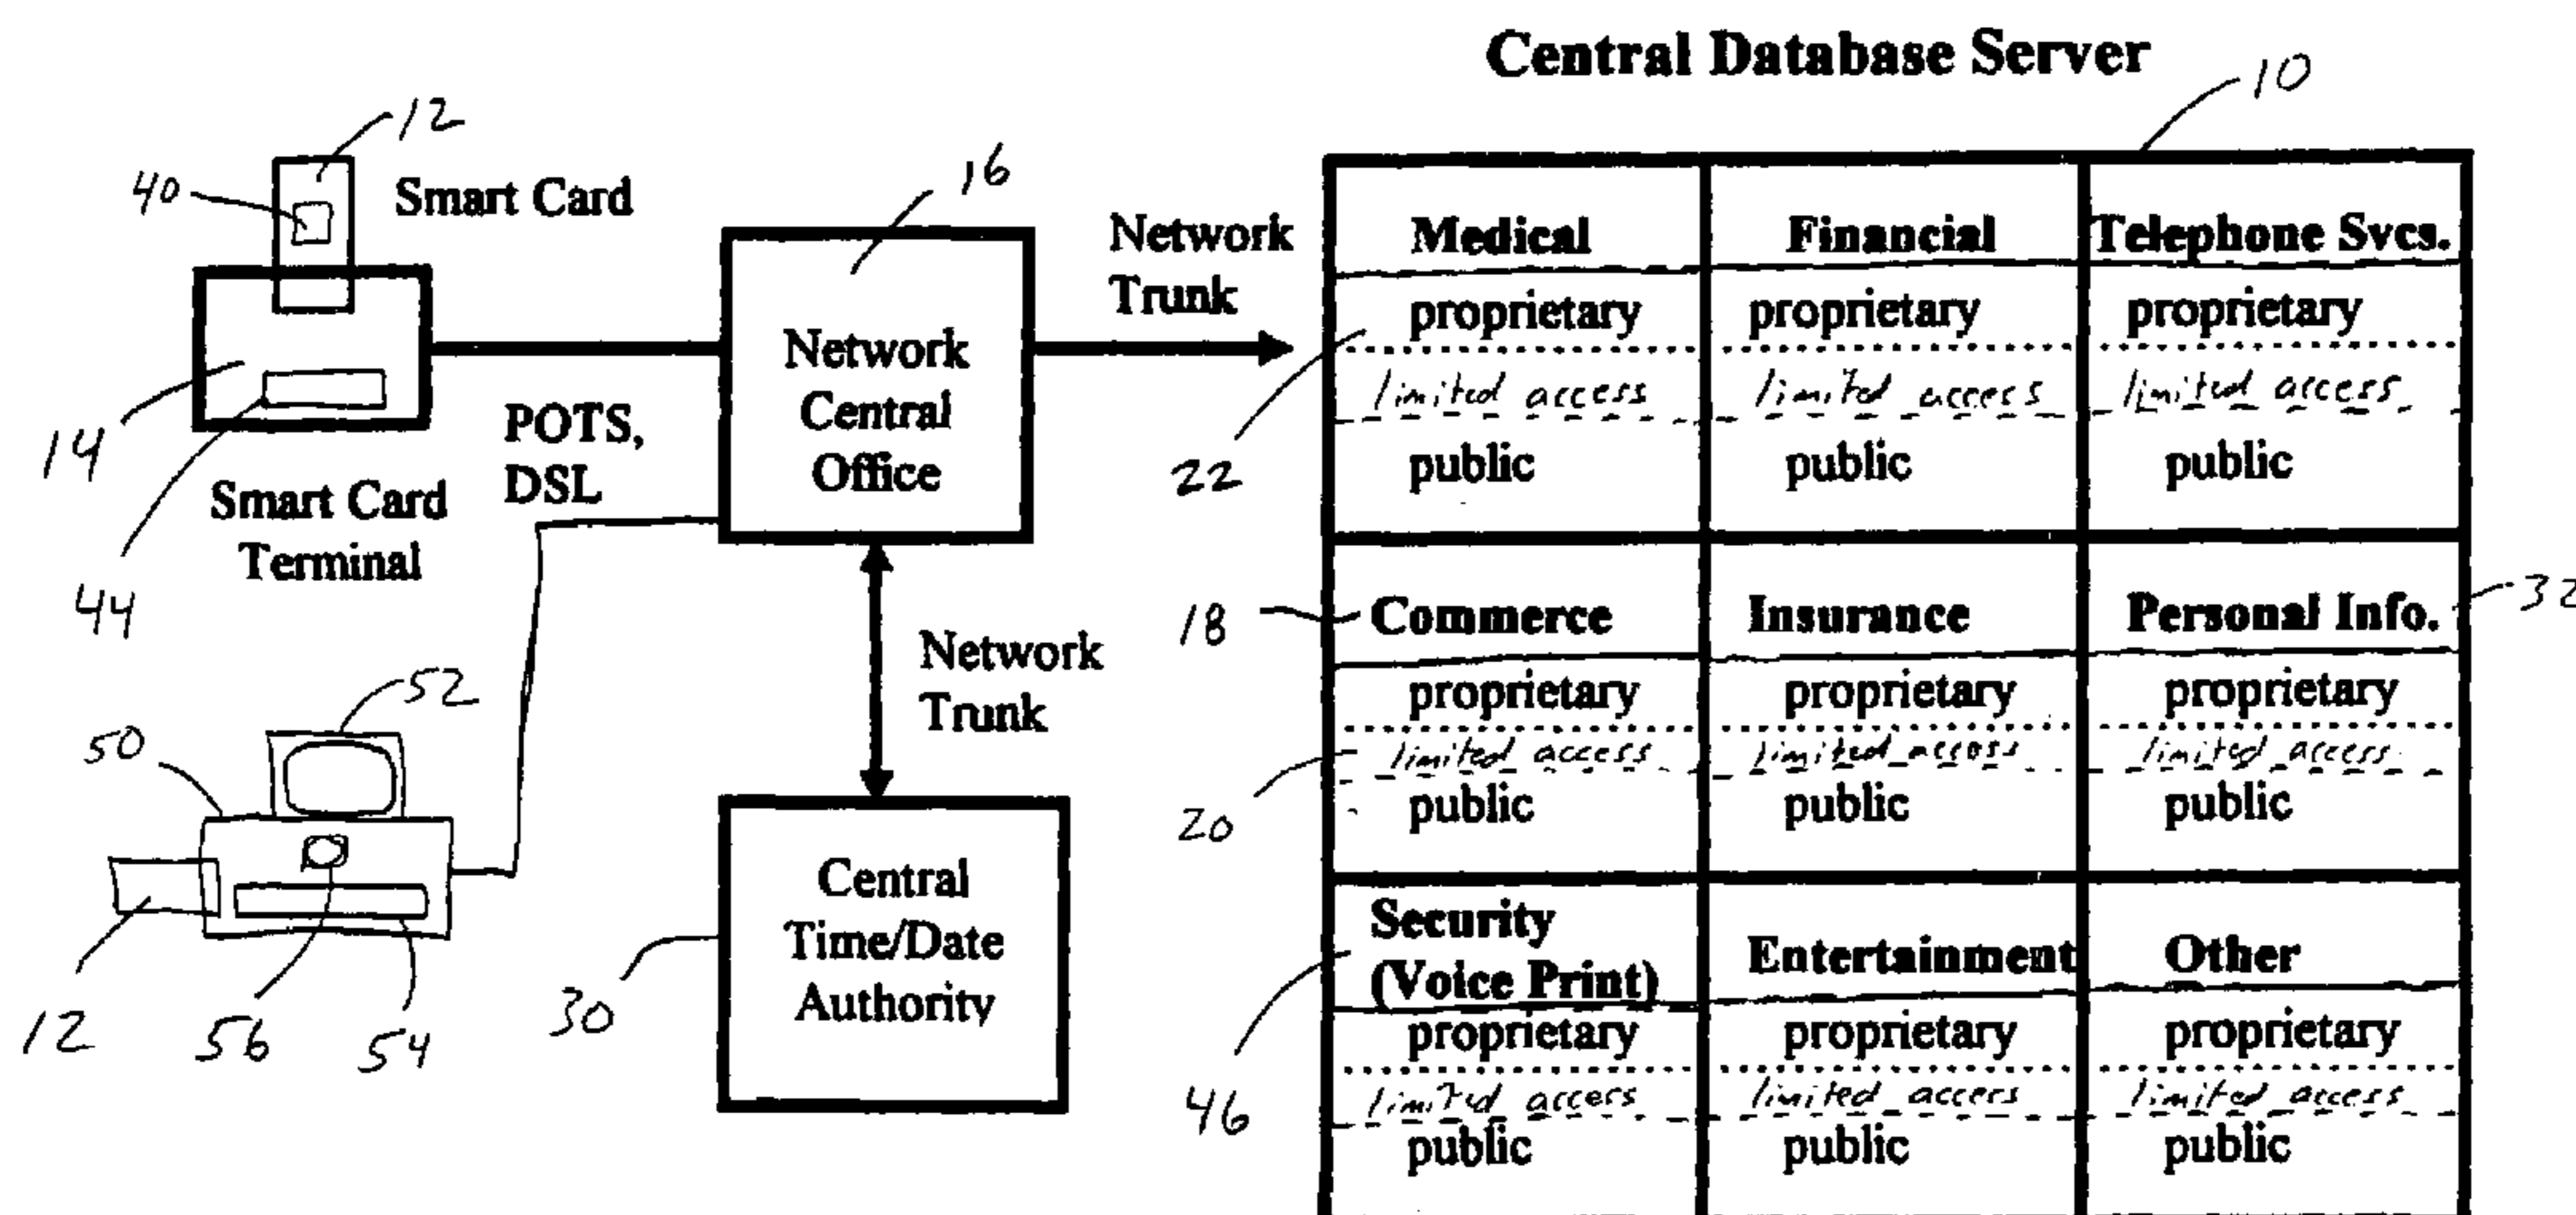 Central Database Server
10
12
40
Smart Card
16
Network
Trunk
14
44
Smart Card
Terminal
POTS,
DSL
Network
Central
Office
Network
Trunk
52
50
12
56
54
30
Central
Time/Date
Authority
Medical Financial Telephone Svcs.
proprietary proprietary proprietary
limited access limited access limited access
public public public
22
18
Commerce Insurance Personal Info.
32
proprietary proprietary proprietary
limited access limited access limited access
public public public
20
Security
(Voice Print) Entertainment Other
proprietary proprietary proprietary
limited access limited access limited access
public public public
46